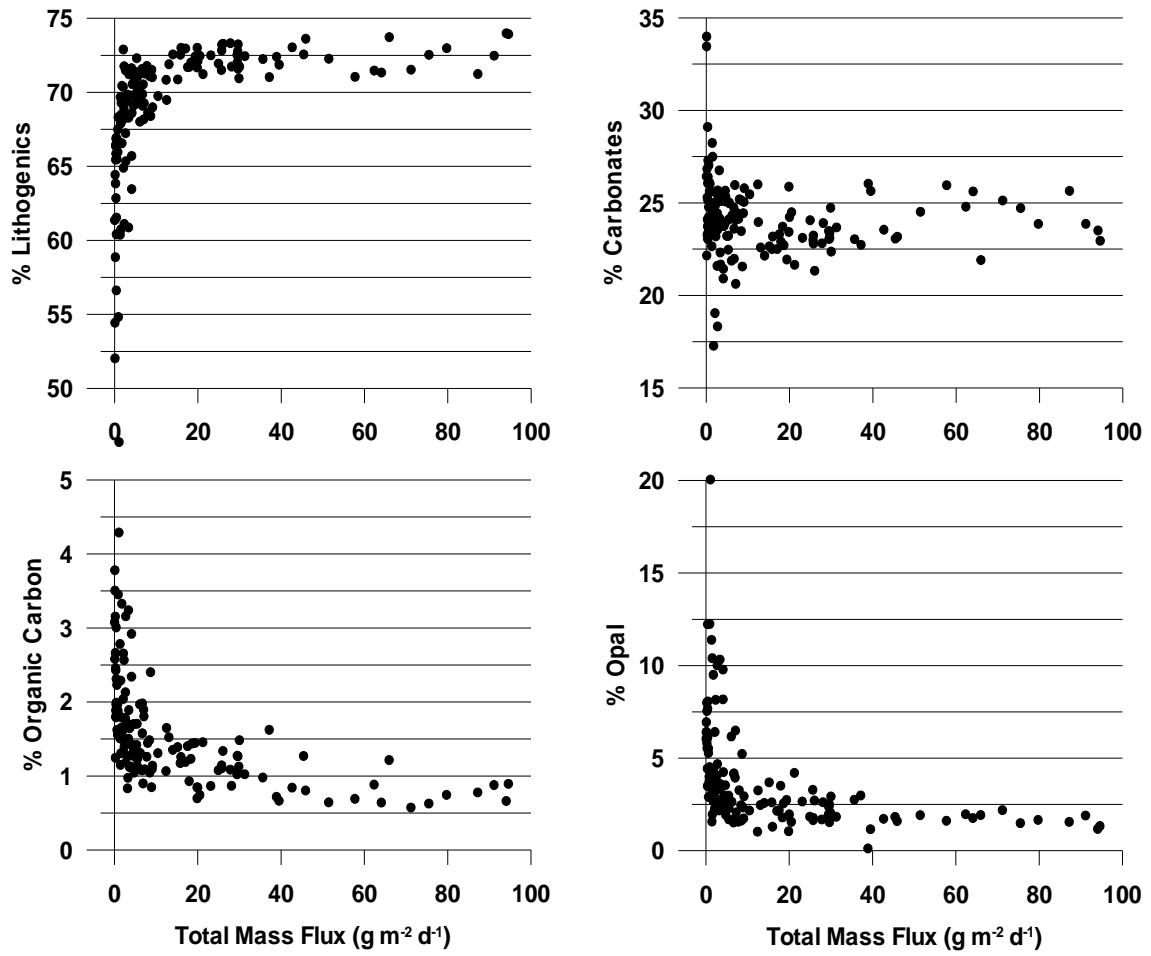 75
70
65
60
55
50
% Lithogenics
0 20 40 60 80 100
35
30
25
20
15
% Carbonates
0 20 40 60 80 100
5
4
3
2
1
0
% Organic Carbon
0 20 40 60 80 100
Total Mass Flux (g m⁻² d⁻¹)
20
15
10
5
0
% Opal
0 20 40 60 80 100
Total Mass Flux (g m⁻² d⁻¹)